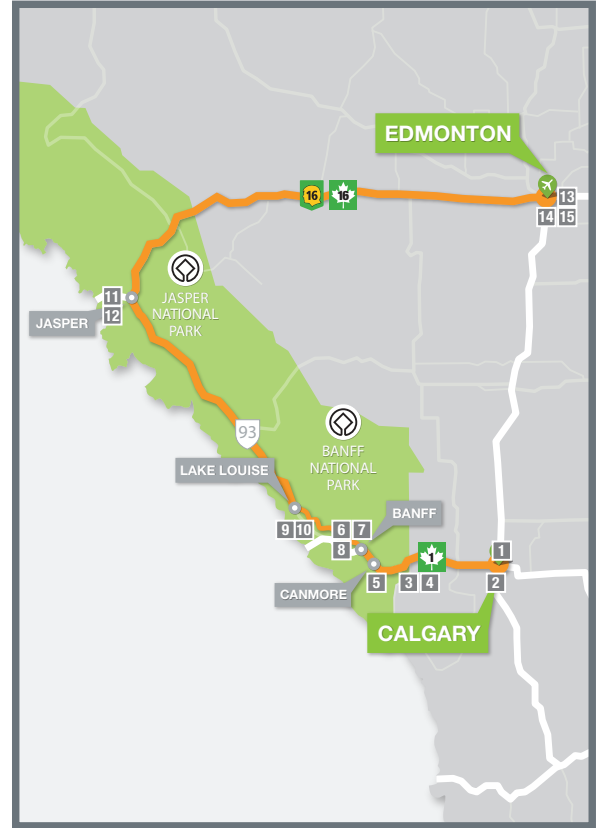 EDMONTON
13
14 15
16
16
11
12
JASPER
JASPER
NATIONAL
PARK
93
BANFF
NATIONAL
PARK
LAKE LOUISE
9 10
6 7
8
BANFF
CANMORE
5
3 4
1
1
2
CALGARY